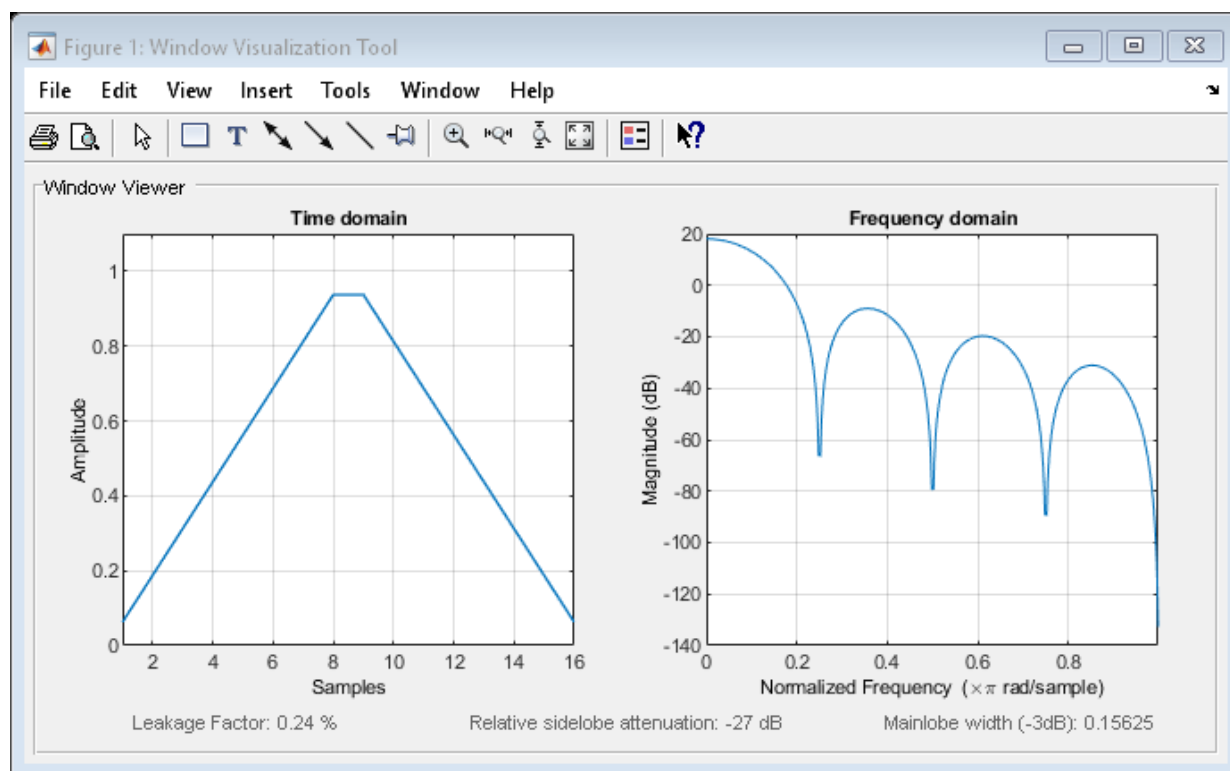 Figure 1: Window Visualization Tool
File Edit View Insert Tools Window Help
T
?
Window Viewer
Time domain
1
0.8
0.6
0.4
0.2
0
Amplitude
2 4 6 8 10 12 14 16
Samples
Frequency domain
20
0
-20
-40
-60
-80
-100
-120
-140
Magnitude (dB)
0 0.2 0.4 0.6 0.8
Normalized Frequency (×π rad/sample)
Leakage Factor: 0.24 %
Relative sidelobe attenuation: -27 dB
Mainlobe width (-3dB): 0.15625